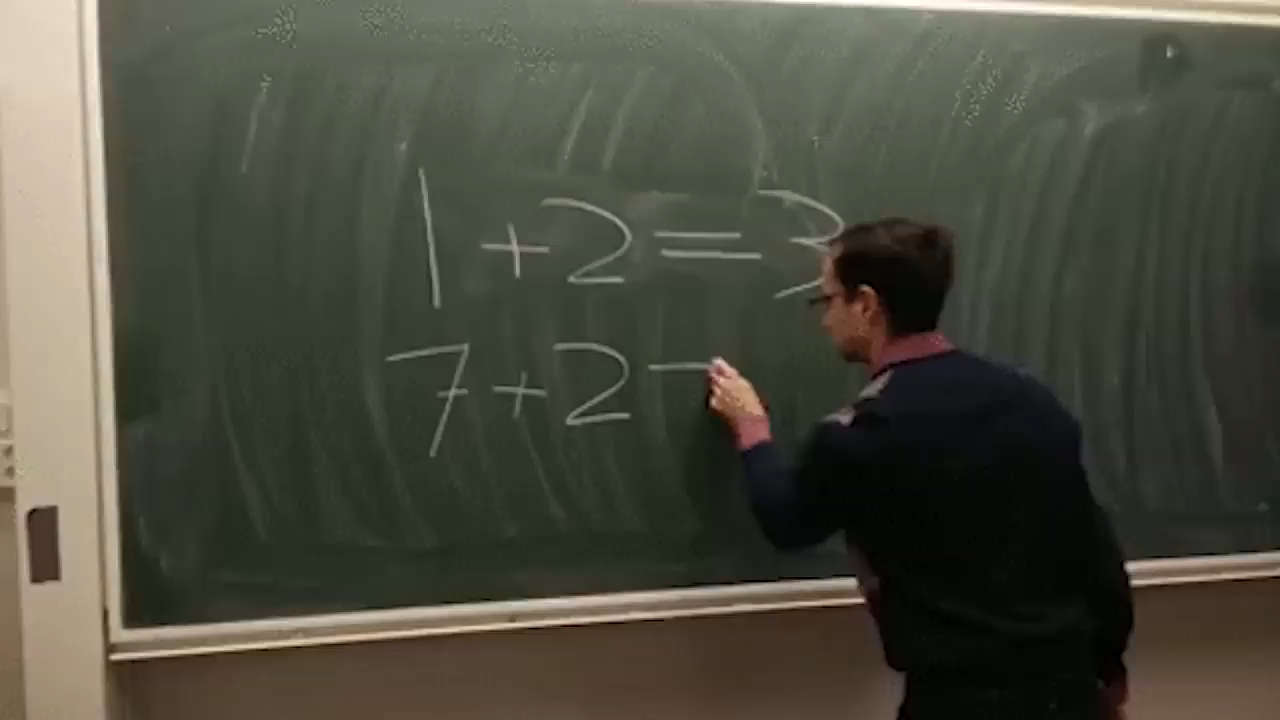 1 + 2 = 3
7 + 2 -